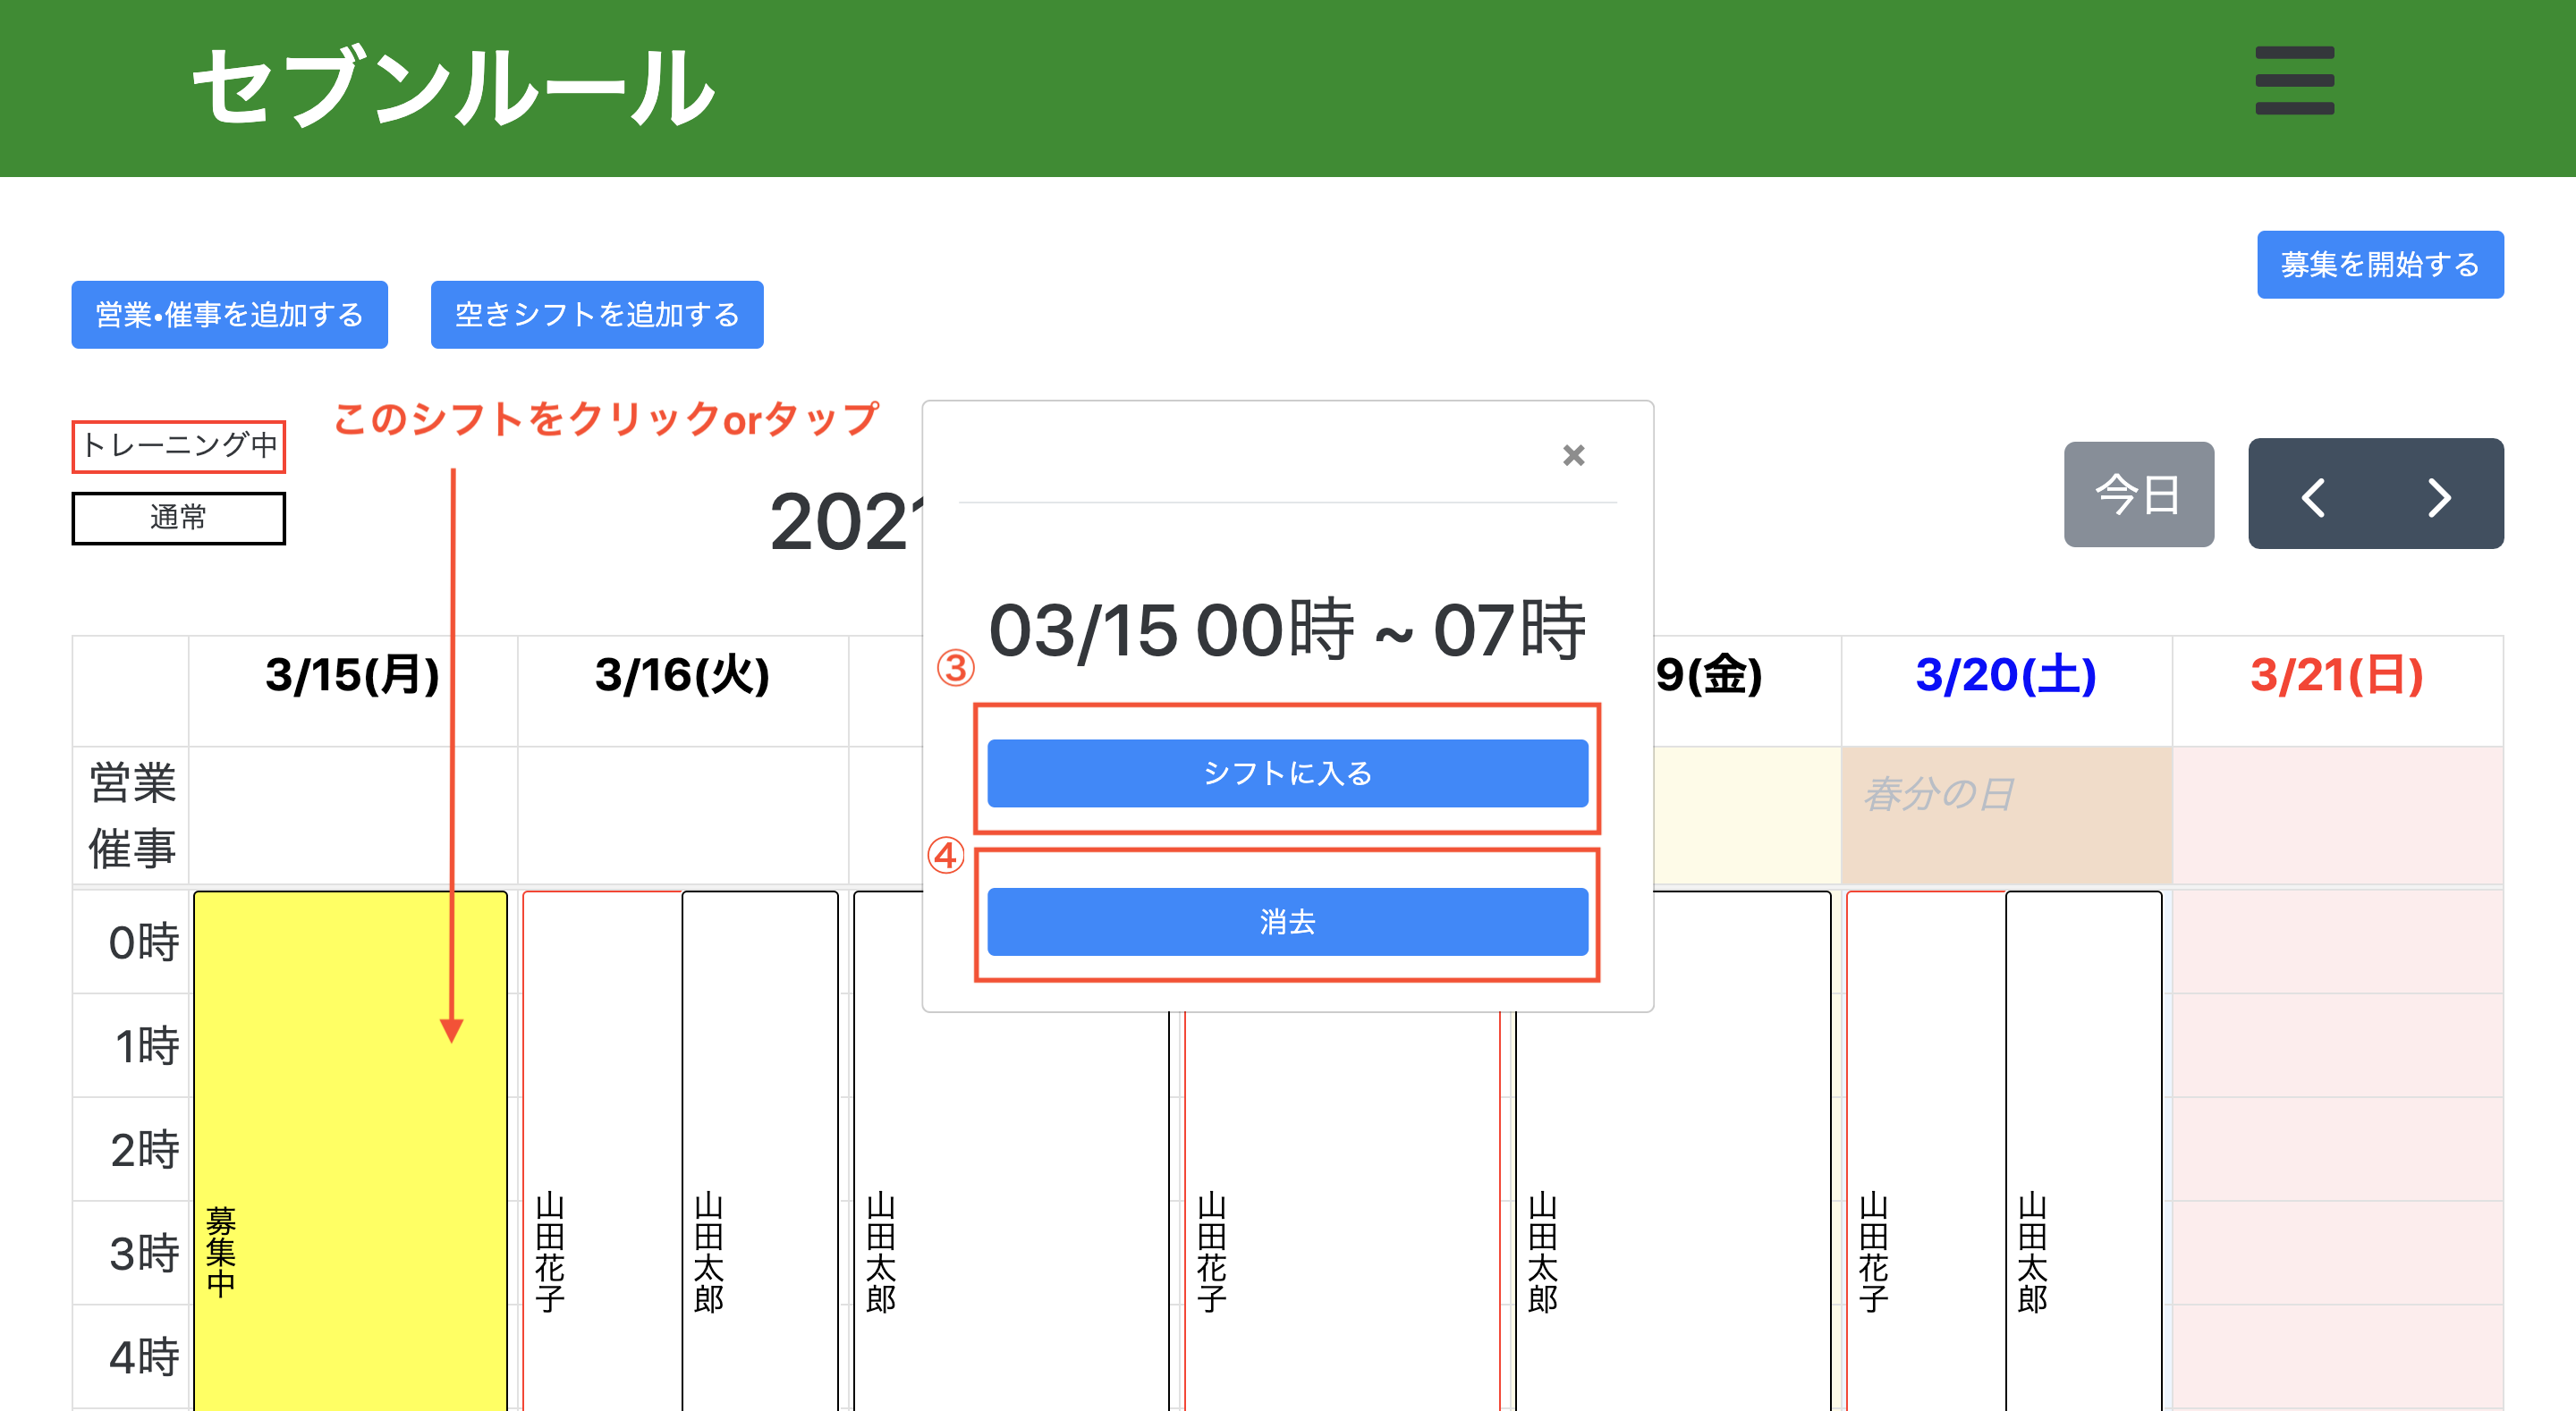 セブンルール
募集を開始する
営業•催事を追加する
空きシフトを追加する
このシフトをクリックorタップ
トレーニング中
通常
202
×
今日
03/15 00時 ~ 07時
③
シフトに入る
④
消去
3/15(月)
3/16(火)
9(金)
3/20(土)
3/21(日)
営業
催事
春分の日
0時
1時
2時
3時
4時
募集中
山田花子
山田太郎
山田太郎
山田花子
山田太郎
山田花子
山田太郎